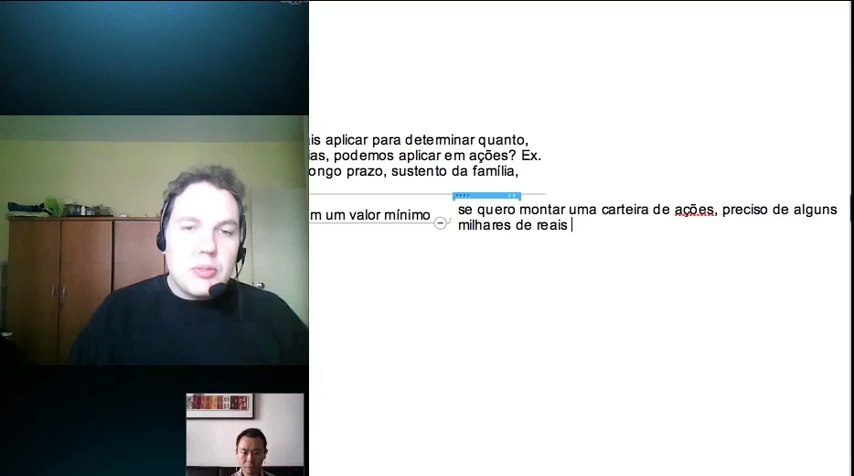 is aplicar para determinar quanto,
ias, podemos aplicar em ações? Ex.
ongo prazo, sustento da família,
m um valor mínimo
se quero montar uma carteira de ações, preciso de alguns
milhares de reais